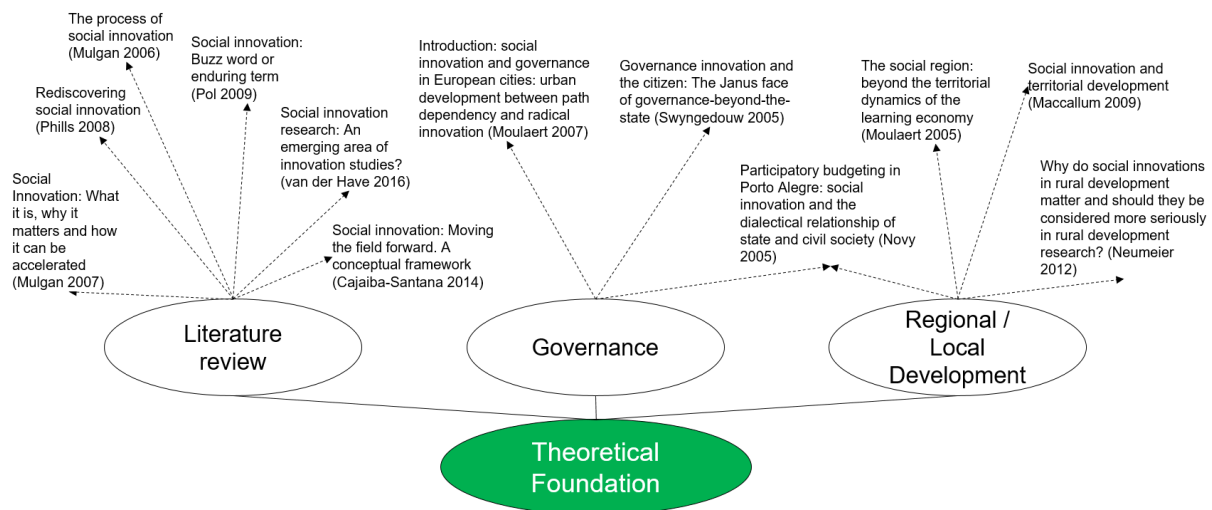 The process of
social innovation
(Mulgan 2006)
Social innovation:
Buzz word or
enduring term
(Pol 2009)
Rediscovering
social innovation
(Phills 2008)
Social innovation
research: An
emerging area of
innovation studies?
(van der Have 2016)
Social
Innovation: What
it is, why it
matters and how
it can be
accelerated
(Mulgan 2007)
Social innovation: Moving
the field forward. A
conceptual framework
(Cajaiba-Santana 2014)
Introduction: social
innovation and governance
in European cities: urban
development between path
dependency and radical
innovation (Moulaert 2007)
Governance innovation and
the citizen: The Janus face
of governance-beyond-the-
state (Swyngedouw 2005)
Participatory budgeting in
Porto Alegre: social
innovation and the
dialectical relationship of
state and civil society (Novy
2005)
The social region:
beyond the territorial
dynamics of the
learning economy
(Moulaert 2005)
Social innovation and
territorial development
(Maccallum 2009)
Why do social innovations
in rural development
matter and should they be
considered more seriously
in rural development
research? (Neumeier
2012)
Literature
review
Governance
Regional /
Local
Development
Theoretical
Foundation